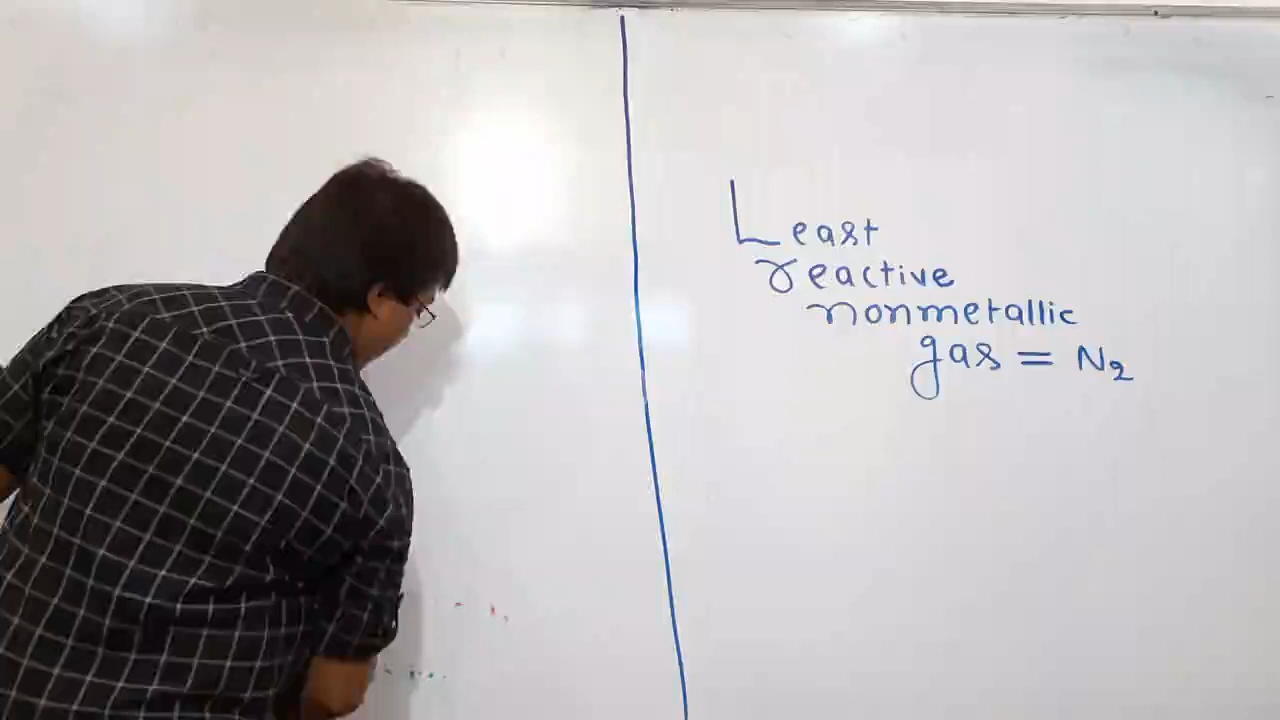 Least
reactive
nonmetallic
gas = N₂